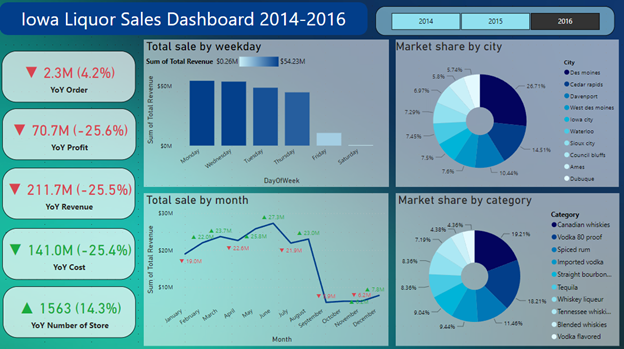 Iowa Liquor Sales Dashboard 2014-2016
2014
2015
2016
▼ 2.3M (4.2%)
YoY Order
▼ 70.7M (-25.6%)
YoY Profit
▼ 211.7M (-25.5%)
YoY Revenue
▼ 141.0M (-25.4%)
YoY Cost
▲ 1563 (14.3%)
YoY Number of Store
Total sale by weekday
Sum of Total Revenue $0.26M $54.23M
Sum of Total Revenue
$50M
$0M
Monday
Wednesday
Tuesday
Thursday
Friday
Saturday
DayOfWeek
Market share by city
5.74%
5.8%
6.97%
7.29%
7.45%
7.5%
7.6%
10.44%
14.51%
26.71%
City
Des moines
Cedar rapids
Davenport
West des moines
Iowa city
Waterloo
Sioux city
Council bluffs
Ames
Dubuque
Total sale by month
Sum of Total Revenue
$30M
$20M
$10M
▼ 19.0M
▲ 22.0M
▲ 23.7M
▼ 22.6M
▲ 25.8M
▲ 27.3M
▼ 21.9M
▲ 23.0M
▲ 7.8M
January
February
March
April
May
June
July
August
September
October
November
December
Month
Market share by category
4.36%
4.38%
7.19%
8.36%
8.36%
9.04%
9.44%
11.46%
18.21%
19.21%
Category
Canadian whiskies
Vodka 80 proof
Spiced rum
Imported vodka
Straight bourbon...
Tequila
Whiskey liqueur
Tennessee whiski...
Blended whiskies
Vodka flavored